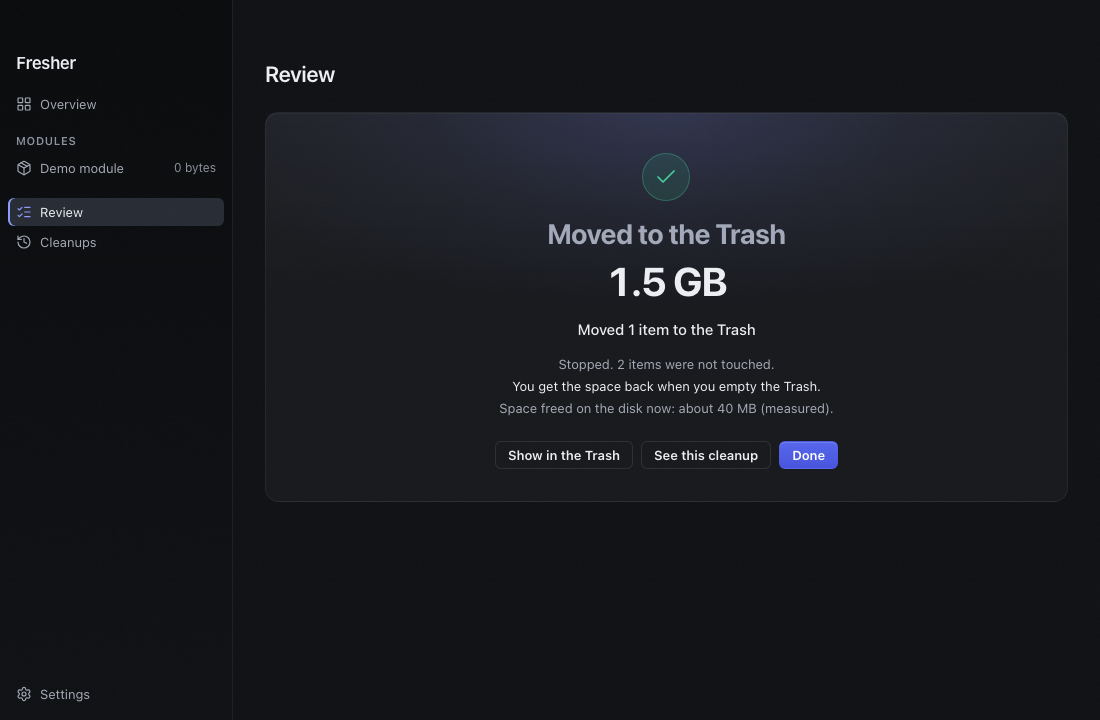 Fresher
Overview
MODULES
Demo module 0 bytes
Review
Cleanups
Settings
Review
Moved to the Trash
1.5 GB
Moved 1 item to the Trash
Stopped. 2 items were not touched.
You get the space back when you empty the Trash.
Space freed on the disk now: about 40 MB (measured).
Show in the Trash See this cleanup Done